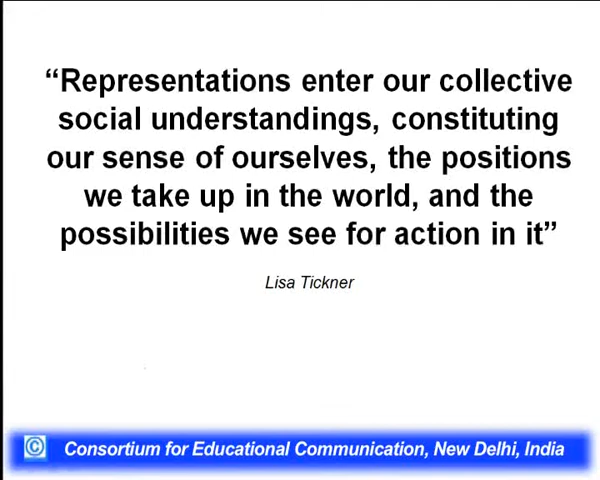 “Representations enter our collective
social understandings, constituting
our sense of ourselves, the positions
we take up in the world, and the
possibilities we see for action in it”
Lisa Tickner
© Consortium for Educational Communication, New Delhi, India